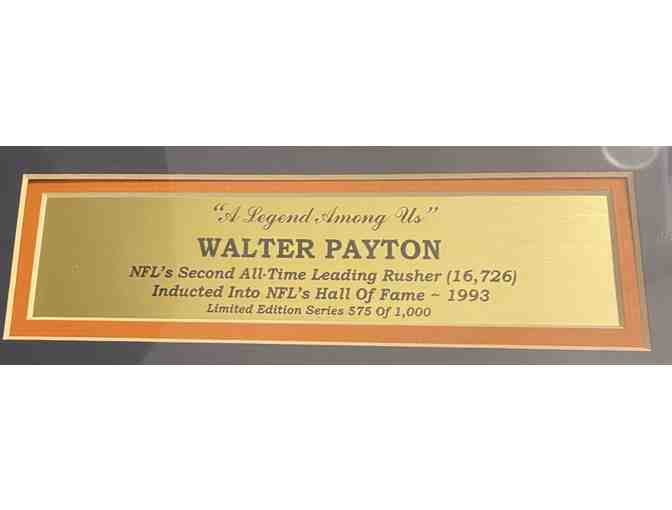 “A Legend Among Us”
WALTER PAYTON
NFL's Second All-Time Leading Rusher (16,726)
Inducted Into NFL's Hall Of Fame ~ 1993
Limited Edition Series 575 Of 1,000